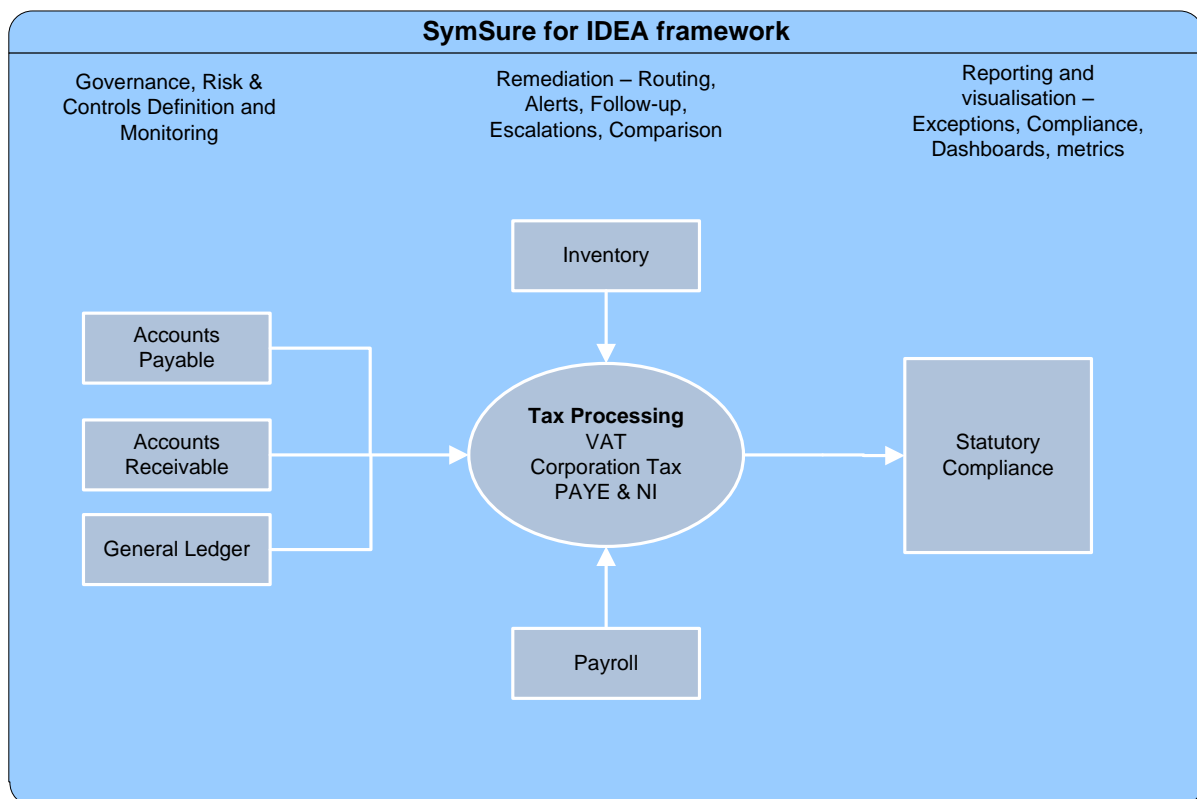 SymSure for IDEA framework
Governance, Risk &
Controls Definition and
Monitoring
Remediation – Routing,
Alerts, Follow-up,
Escalations, Comparison
Reporting and
visualisation –
Exceptions, Compliance,
Dashboards, metrics
Inventory
Accounts
Payable
Accounts
Receivable
General Ledger
Tax Processing
VAT
Corporation Tax
PAYE & NI
Statutory
Compliance
Payroll